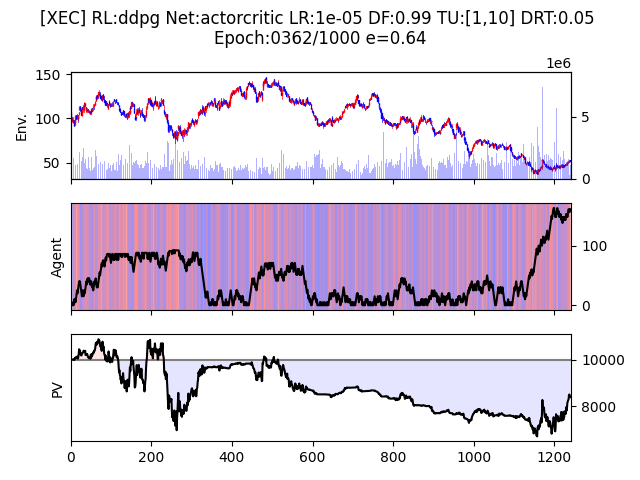 [XEC] RL:ddpg Net:actorcritic LR:1e-05 DF:0.99 TU:[1,10] DRT:0.05
Epoch:0362/1000 e=0.64
1e6
150
100
50
Env.
5
0
Agent
100
0
PV
10000
8000
0 200 400 600 800 1000 1200